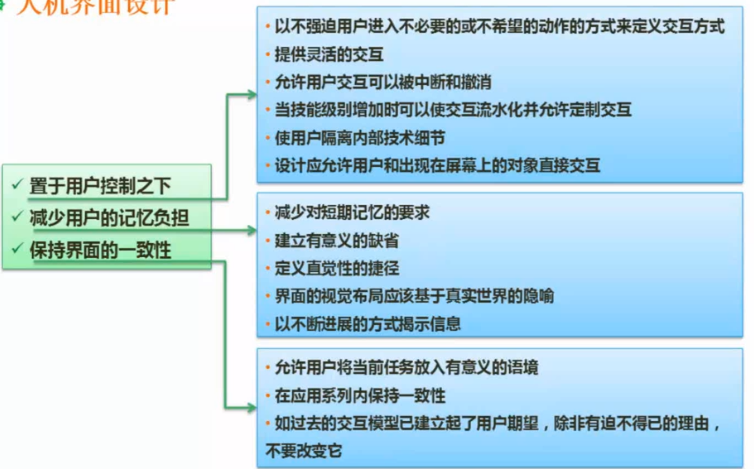 人机界面设计
以不强迫用户进入不必要的或不希望的动作的方式来定义交互方式
提供灵活的交互
允许用户交互可以被中断和撤消
当技能级别增加时可以使交互流水化并允许定制交互
使用户隔离内部技术细节
设计应允许用户和出现在屏幕上的对象直接交互
置于用户控制之下
减少用户的记忆负担
保持界面的一致性
减少对短期记忆的要求
建立有意义的缺省
定义直觉性的捷径
界面的视觉布局应该基于真实世界的隐喻
以不断进展的方式揭示信息
允许用户将当前任务放入有意义的语境
在应用系列内保持一致性
如过去的交互模型已建立起了用户期望，除非有迫不得已的理由，
不要改变它